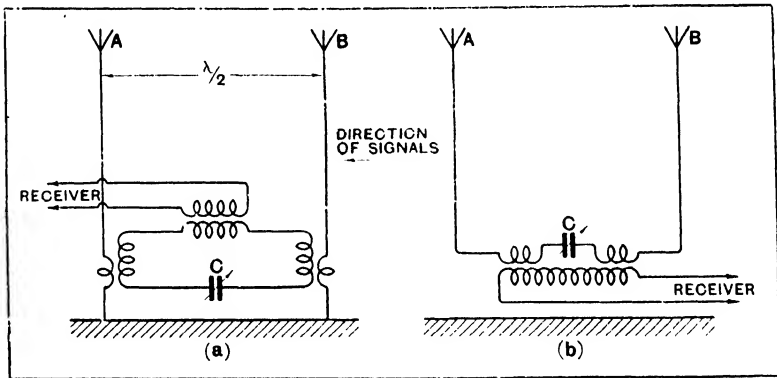 A
B
λ/2
DIRECTION
OF SIGNALS
RECEIVER
C
(a)
A
B
C
RECEIVER
(b)